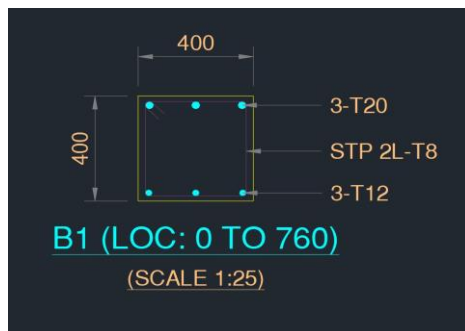 400
400
3-T20
STP 2L-T8
3-T12
B1 (LOC: 0 TO 760)
(SCALE 1:25)